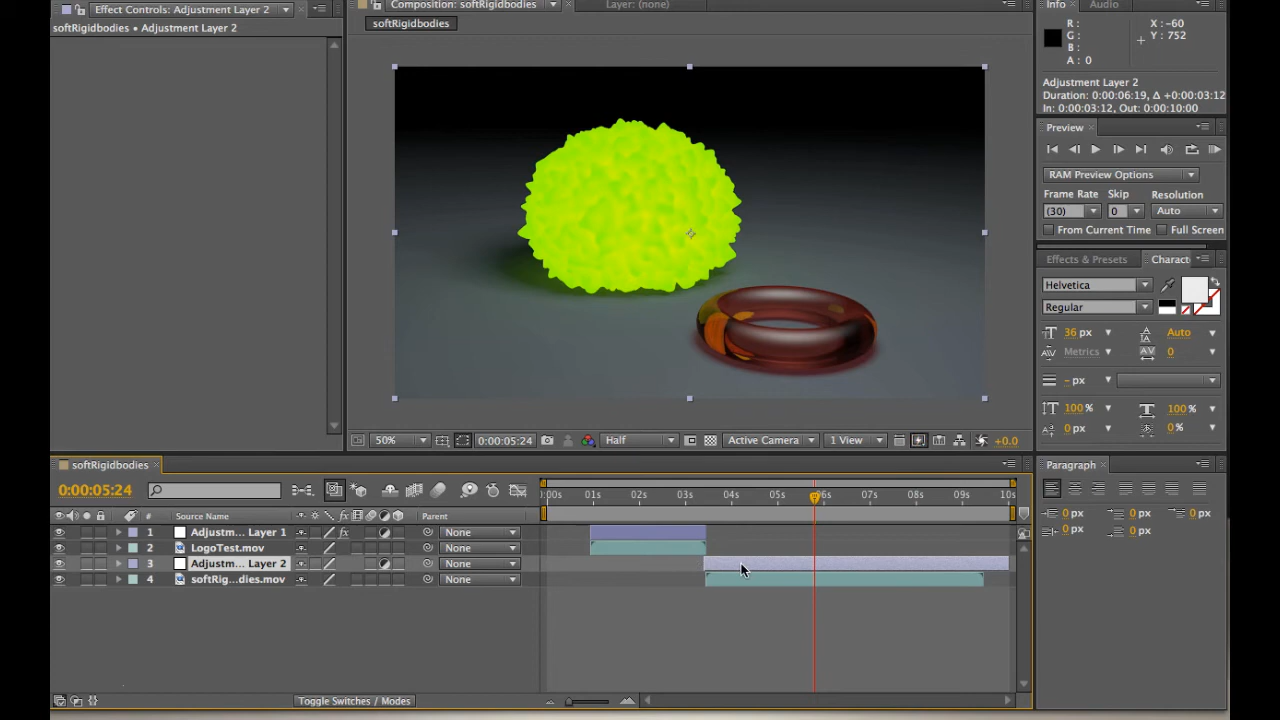 Effect Controls: Adjustment Layer 2
softRigidbodies • Adjustment Layer 2
Composition: softRigidbodies
Layer: (none)
softRigidbodies
Info
Audio
R:
G:
B:
A: 0
X: -60
Y: 752
Adjustment Layer 2
Duration: 0:00:06:19, Δ +0:00:03:12
In: 0:00:03:12, Out: 0:00:10:00
Preview
RAM Preview Options
Frame Rate Skip Resolution
(30) 0 Auto
From Current Time Full Screen
Effects & Presets
Charact
Helvetica
Regular
36 px Auto
Metrics 0
- px
100 % 100 %
0 px 0 %
50% 0:00:05:24 Half Active Camera 1 View +0.0
softRigidbodies
0:00:05:24
:00s 01s 02s 03s 04s 05s 06s 07s 08s 09s 10s
# Source Name fx Parent
1 Adjustm... Layer 1 fx None
2 LogoTest.mov None
3 Adjustm... Layer 2 None
4 softRig...dies.mov None
Toggle Switches / Modes
Paragraph
0 px 0 px 0 px
0 px 0 px